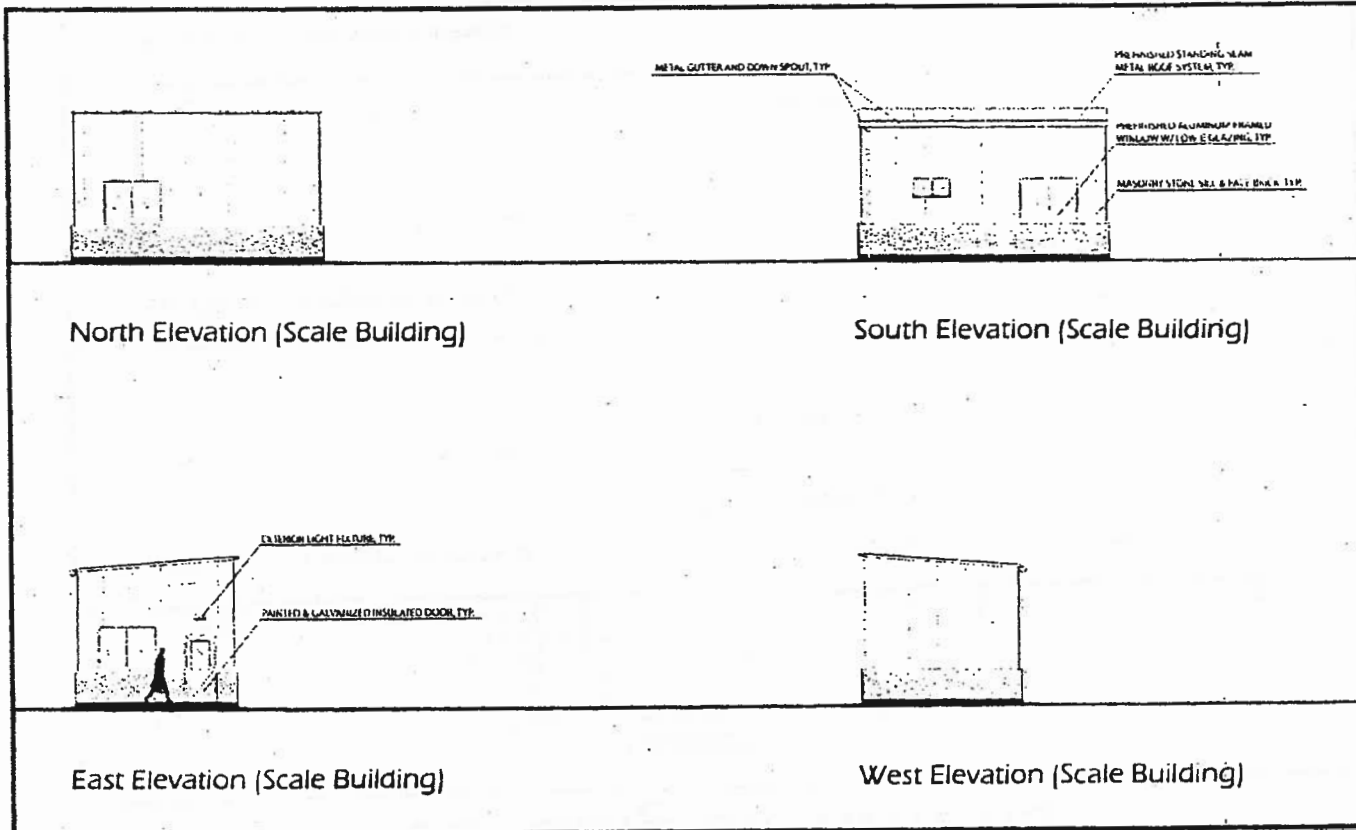 METAL GUTTER AND DOWN SPOUT, TYP.
PREFINISHED STANDING SEAM
METAL ROOF SYSTEM, TYP.
PREFINISHED ALUMINUM FRAMED
WINDOW W/ LOW E GLAZING, TYP.
MASONRY STONE SILL & FACE BRICK, TYP.
North Elevation (Scale Building)
South Elevation (Scale Building)
EXTERIOR LIGHT FIXTURE, TYP.
PAINTED & GALVANIZED INSULATED DOOR, TYP.
East Elevation (Scale Building)
West Elevation (Scale Building)